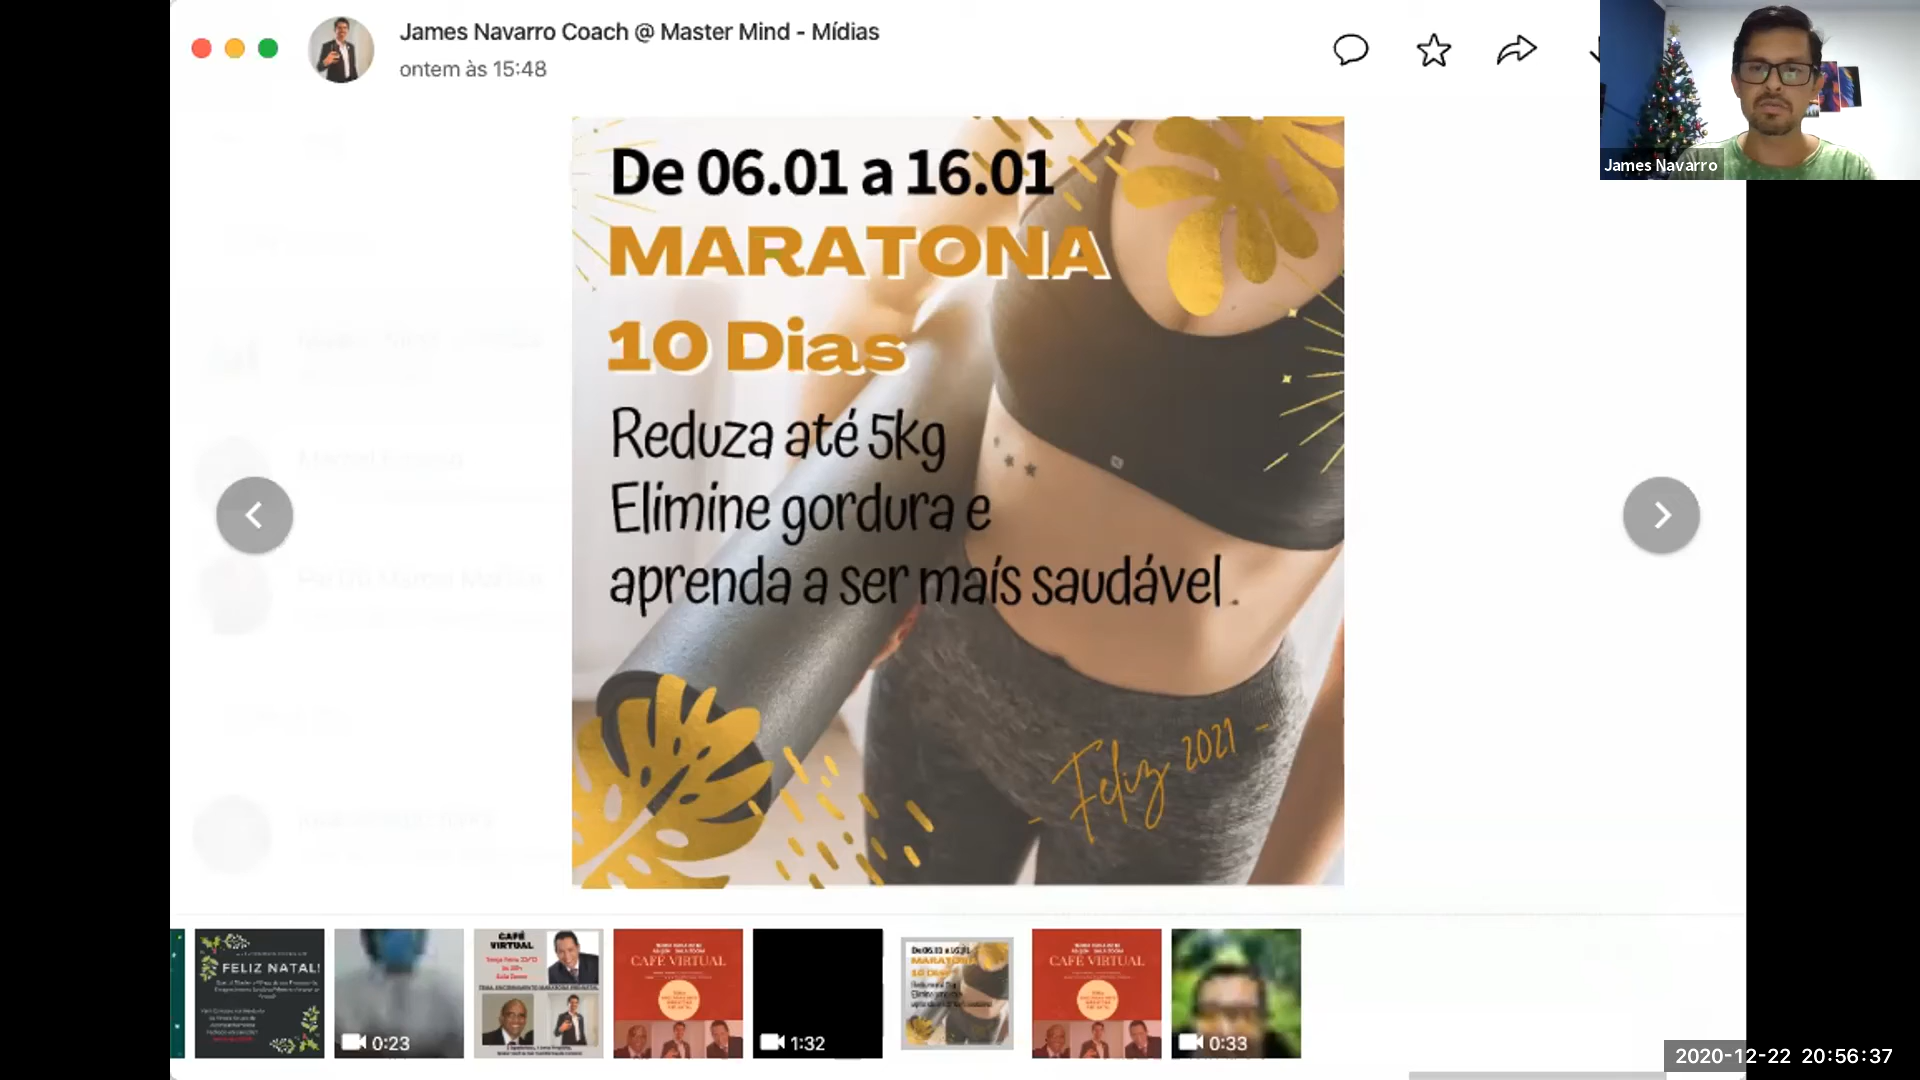 James Navarro Coach @ Master Mind - Mídias
ontem às 15:48
James Navarro
De 06.01 a 16.01
MARATONA
10 Dias
Reduza até 5kg
Elimine gordura e
aprenda a ser mais saudável.
- Feliz 2021 -
FELIZ NATAL!
0:23
CAFÉ
VIRTUAL
CAFÉ VIRTUAL
1:32
De 06.01 a 16.01
MARATONA
10 Dias
CAFÉ VIRTUAL
0:33
2020-12-22 20:56:37